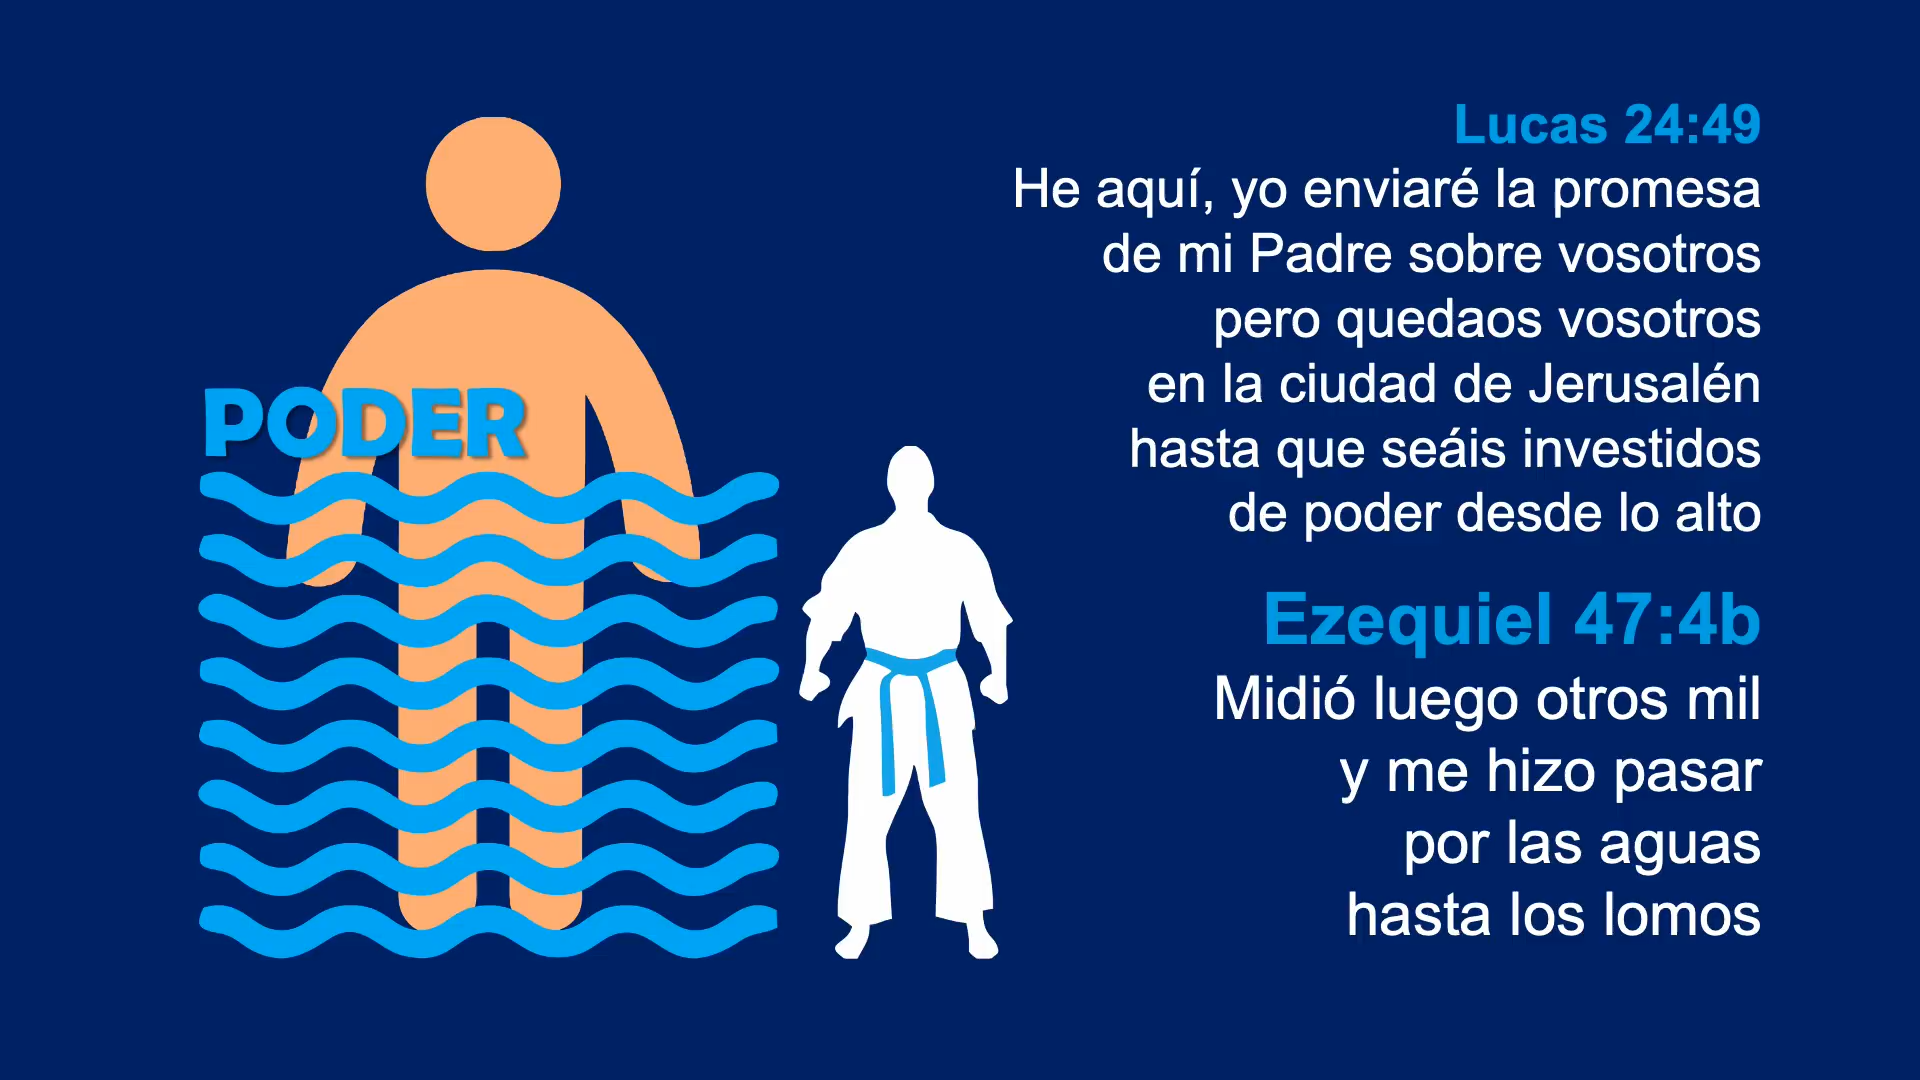 PODER
Lucas 24:49
He aquí, yo enviaré la promesa
de mi Padre sobre vosotros
pero quedaos vosotros
en la ciudad de Jerusalén
hasta que seáis investidos
de poder desde lo alto
Ezequiel 47:4b
Midió luego otros mil
y me hizo pasar
por las aguas
hasta los lomos